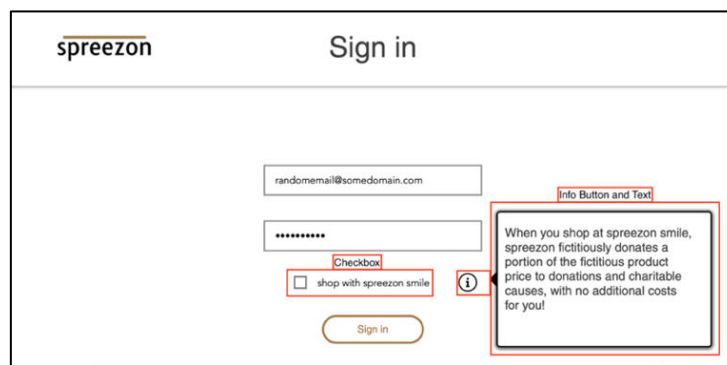 spreezon
Sign in
randomemail@somedomain.com
••••••••••
Checkbox
shop with spreezon smile
Sign in
Info Button and Text
When you shop at spreezon smile,
spreezon fictitiously donates a
portion of the fictitious product
price to donations and charitable
causes, with no additional costs
for you!